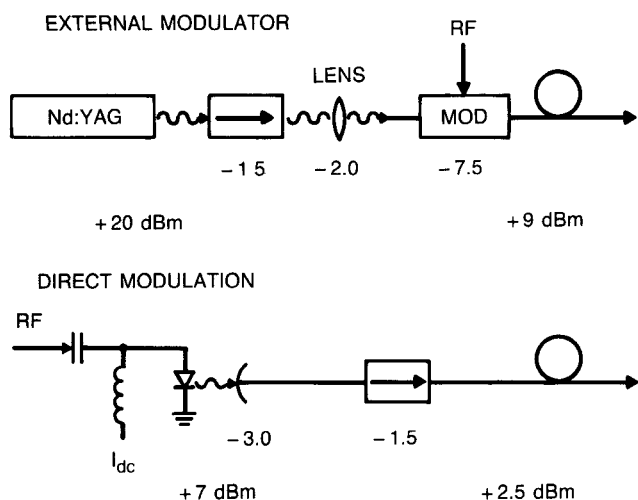 EXTERNAL MODULATOR
RF
LENS
Nd:YAG
MOD
−1 5
−2.0
−7.5
+20 dBm
+9 dBm
DIRECT MODULATION
RF
Idc
−3.0
−1.5
+7 dBm
+2.5 dBm